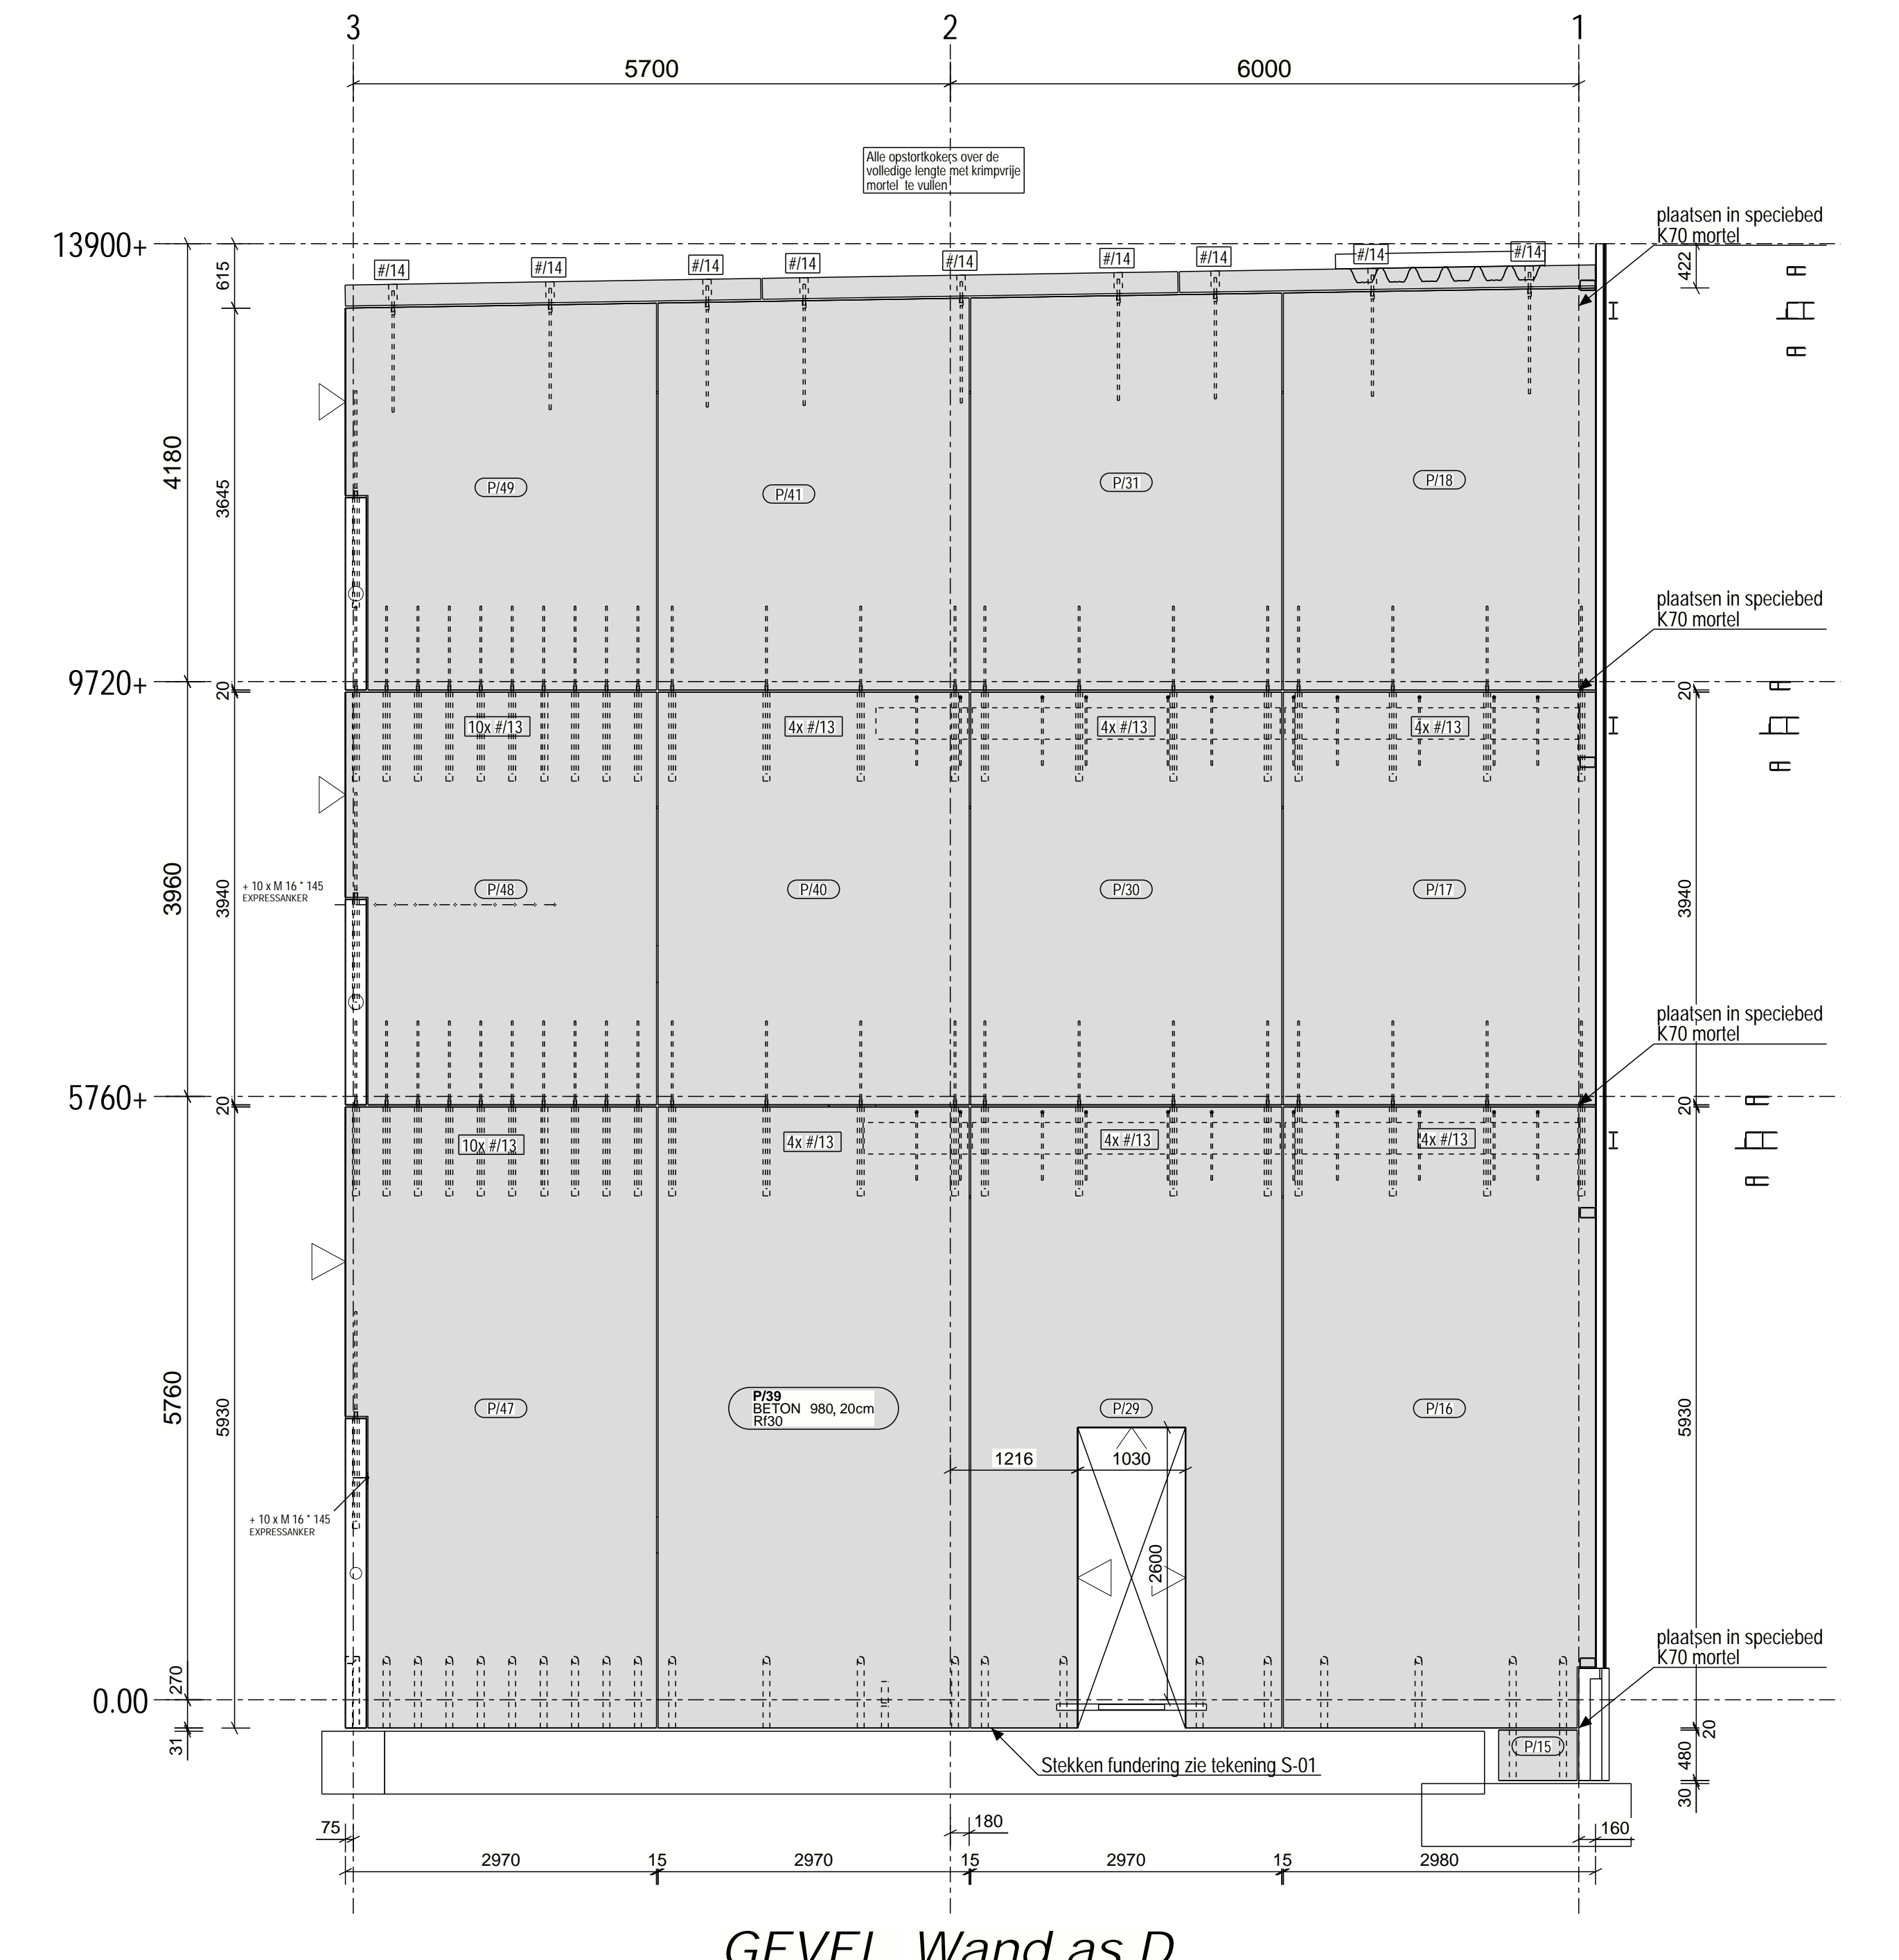 3
2
1
5700
6000
Alle opstortkokers over de
volledige lengte met krimpvrije
mortel te vullen
plaatsen in speciebed
K70 mortel
13900+
615
#/14
#/14
#/14
#/14
#/14
#/14
#/14
#/14
#/14
422
4180
3645
P/49
P/41
P/31
P/18
plaatsen in speciebed
K70 mortel
9720+
20
20
10x #/13
4x #/13
4x #/13
4x #/13
3960
3940
+ 10 x M 16 * 145
EXPRESSANKER
P/48
P/40
P/30
P/17
3940
plaatsen in speciebed
K70 mortel
5760+
20
20
10x #/13
4x #/13
4x #/13
4x #/13
5760
5930
P/47
P/39
BETON 980, 20cm
Rf30
P/29
P/16
5930
1216
1030
+ 10 x M 16 * 145
EXPRESSANKER
2600
plaatsen in speciebed
K70 mortel
270
0.00
31
20
P/15
480
Stekken fundering zie tekening S-01
30
75
180
160
2970
15
2970
15
2970
15
2980
GEVEL Wand as D